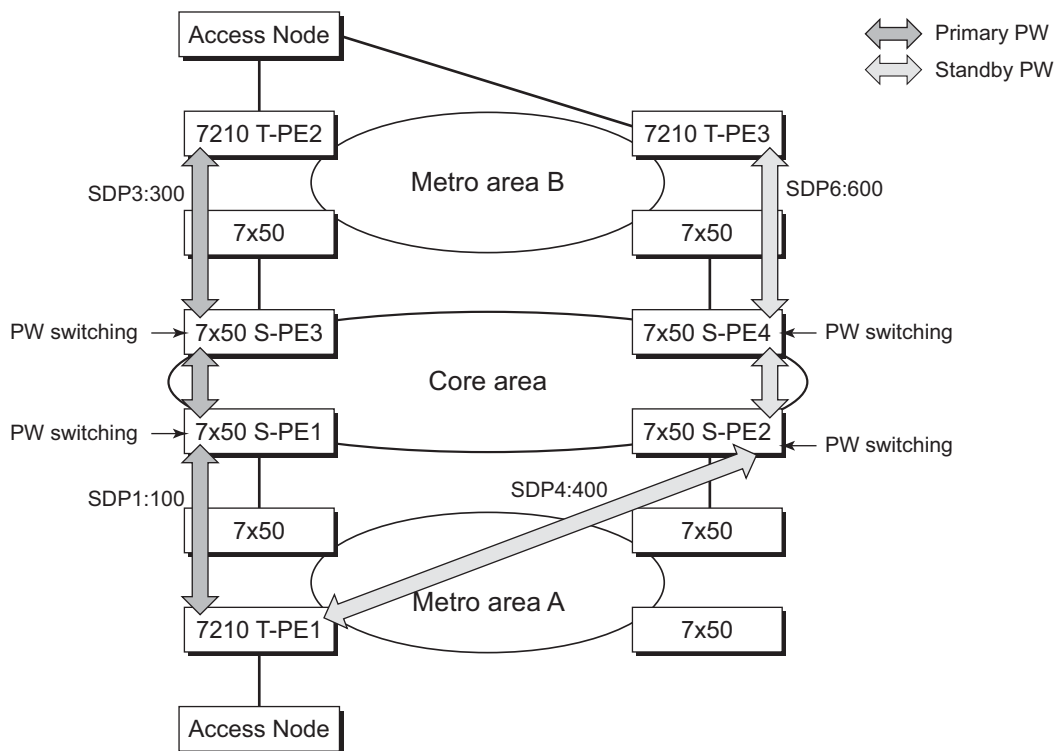 Access Node
Primary PW
Standby PW
7210 T-PE2
7210 T-PE3
Metro area B
SDP3:300
SDP6:600
7x50
7x50
PW switching
7x50 S-PE3
7x50 S-PE4
PW switching
Core area
PW switching
7x50 S-PE1
7x50 S-PE2
PW switching
SDP1:100
SDP4:400
7x50
7x50
Metro area A
7210 T-PE1
7x50
Access Node